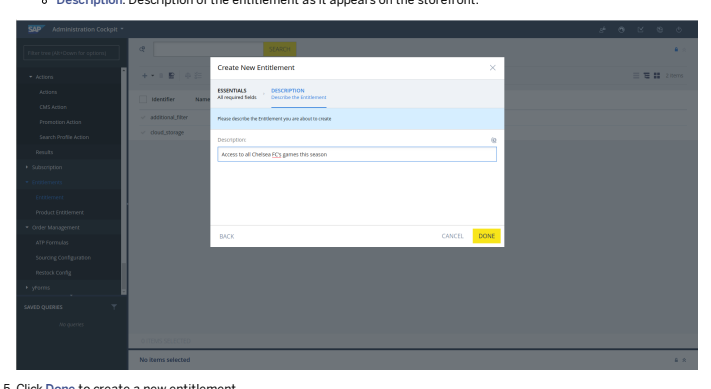 Description: Description of the entitlement as it appears on the storefront.
SAP Administration Cockpit
Filter tree (Alt+Down for options)
SEARCH
Actions
Actions
CMS Action
Promotion Action
Search Profile Action
Results
Subscription
Entitlement
Product Entitlement
Order Management
ATP Formulas
Sourcing Configuration
Restock Config
yForms
SAVED QUERIES
No queries
2 items
Identifier Name
additional_filter
cloud_storage
Create New Entitlement
ESSENTIALS
All required fields
DESCRIPTION
Describe the Entitlement
Please describe the Entitlement you are about to create
Description:
Access to all Chelsea FC's games this season
BACK CANCEL DONE
No items selected
5. Click Done to create a new entitlement.